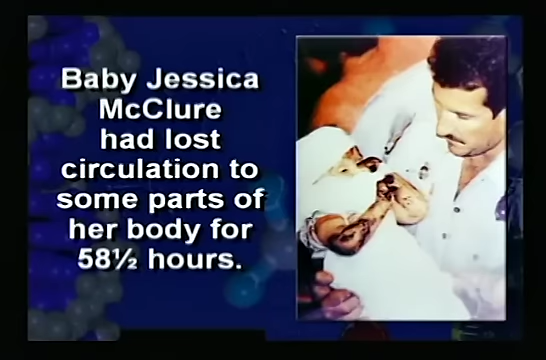 Baby Jessica
McClure
had lost
circulation to
some parts of
her body for
58½ hours.